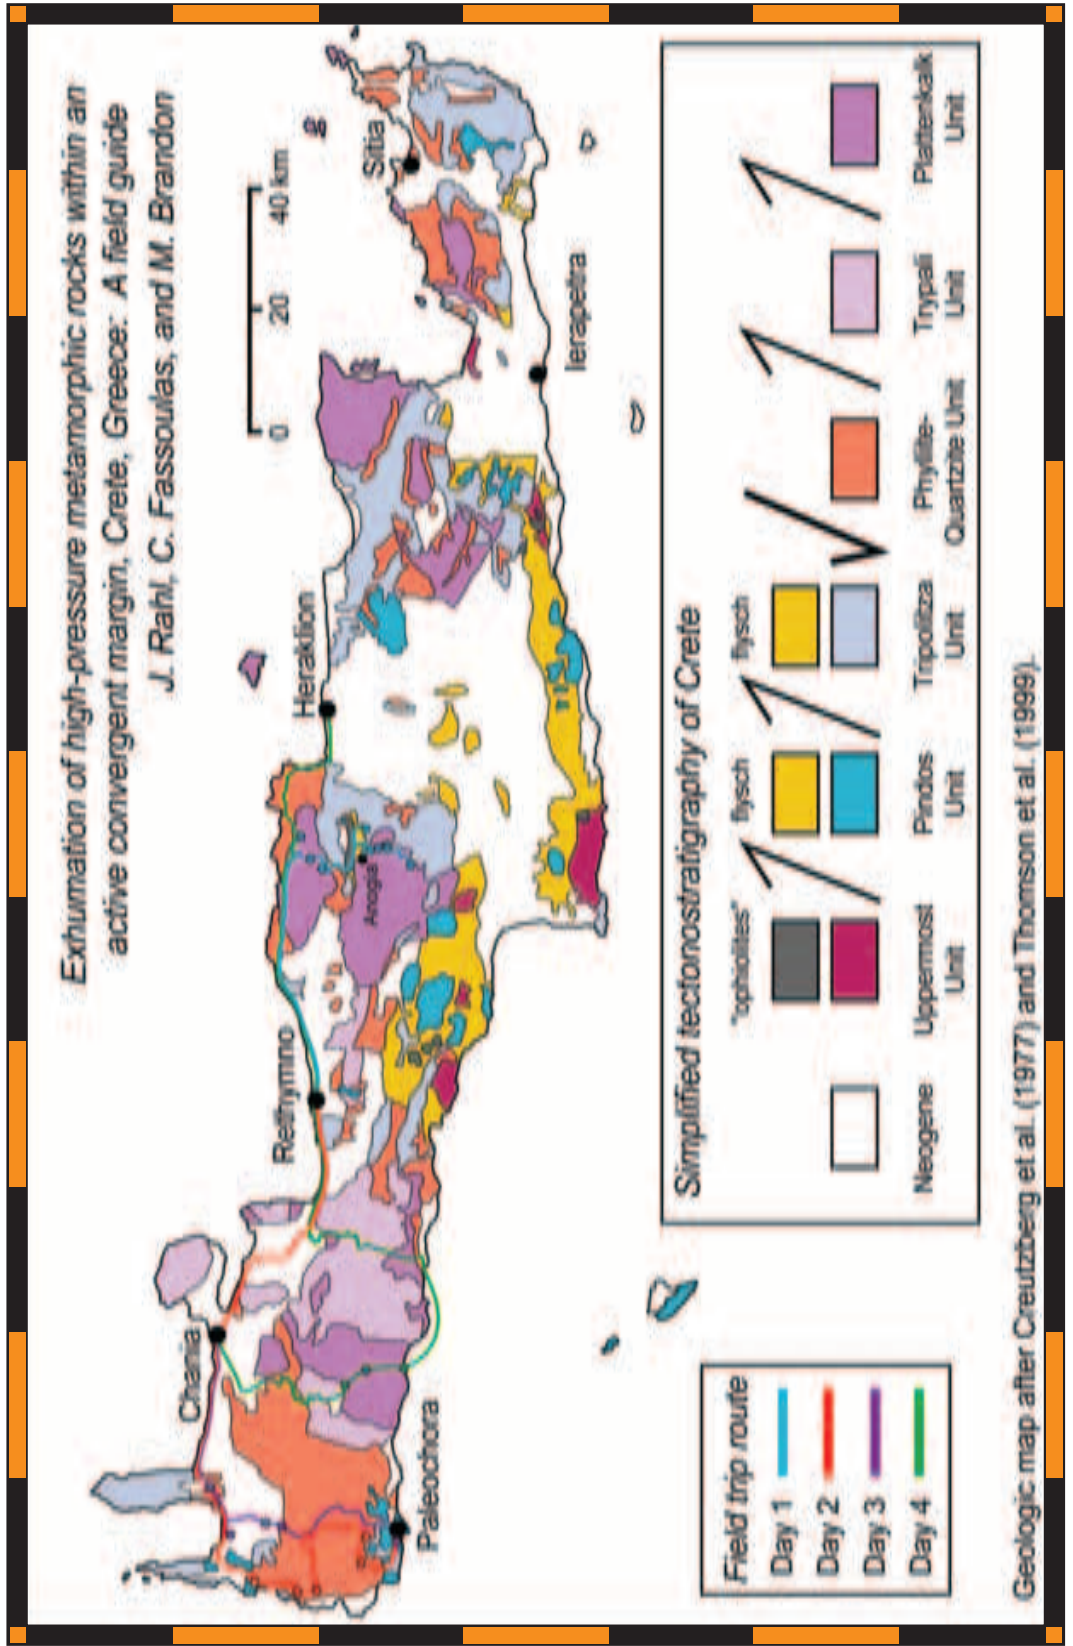 Exhumation of high-pressure metamorphic rocks within an
active convergent margin, Crete, Greece: A field guide
J. Rahl, C. Fassoulas, and M. Brandon
0 20 40 km
Chania
Rethymno
Heraklion
Sitia
Anogia
Paleochora
Ierapetra
Field trip route
Day 1
Day 2
Day 3
Day 4
Simplified tectonostratigraphy of Crete
"ophiolites"
flysch
flysch
Neogene
Uppermost
Unit
Pindos
Unit
Tripolitza
Unit
Phyllite-
Quartzite Unit
Trypali
Unit
Plattenkalk
Unit
Geologic map after Creutzberg et al. (1977) and Thomson et al. (1999).